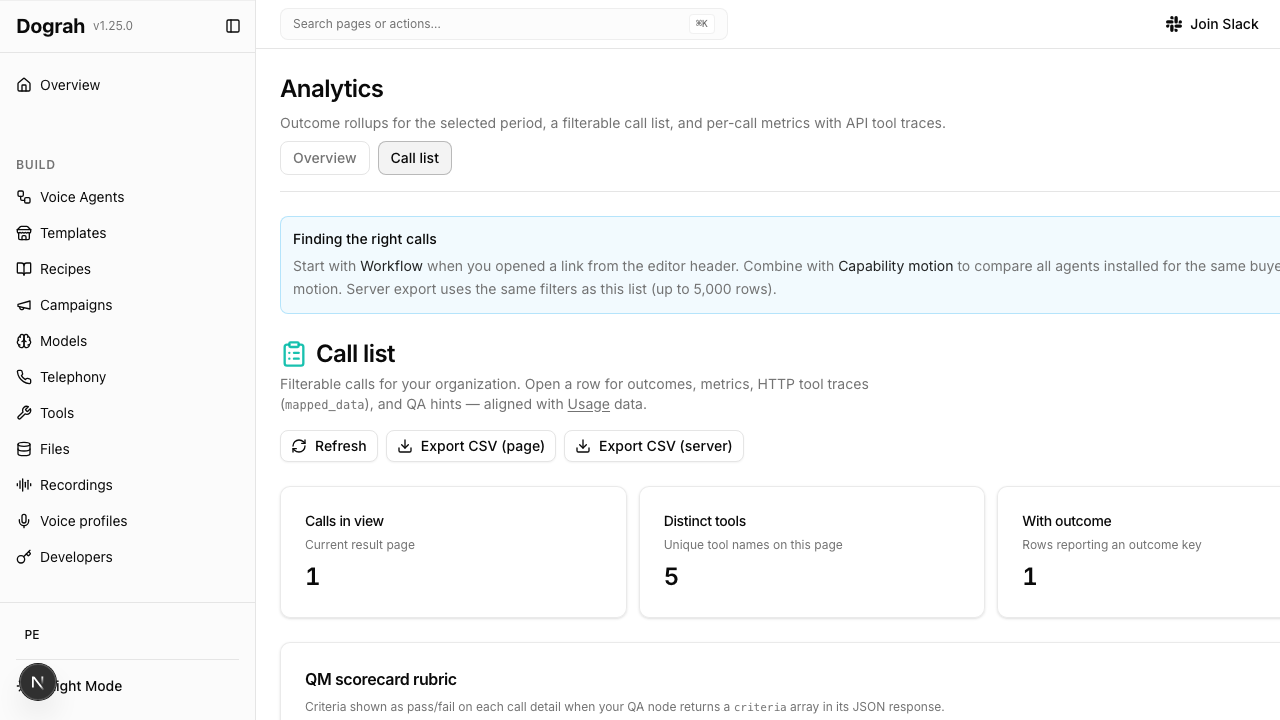 Dograh v1.25.0
Search pages or actions...
⌘K
Join Slack
Overview
BUILD
Voice Agents
Templates
Recipes
Campaigns
Models
Telephony
Tools
Files
Recordings
Voice profiles
Developers
PE
N
ight Mode
Analytics
Outcome rollups for the selected period, a filterable call list, and per-call metrics with API tool traces.
Overview
Call list
Finding the right calls
Start with Workflow when you opened a link from the editor header. Combine with Capability motion to compare all agents installed for the same buye
motion. Server export uses the same filters as this list (up to 5,000 rows).
Call list
Filterable calls for your organization. Open a row for outcomes, metrics, HTTP tool traces
(mapped_data), and QA hints — aligned with Usage data.
Refresh
Export CSV (page)
Export CSV (server)
Calls in view
Current result page
1
Distinct tools
Unique tool names on this page
5
With outcome
Rows reporting an outcome key
1
QM scorecard rubric
Criteria shown as pass/fail on each call detail when your QA node returns a criteria array in its JSON response.